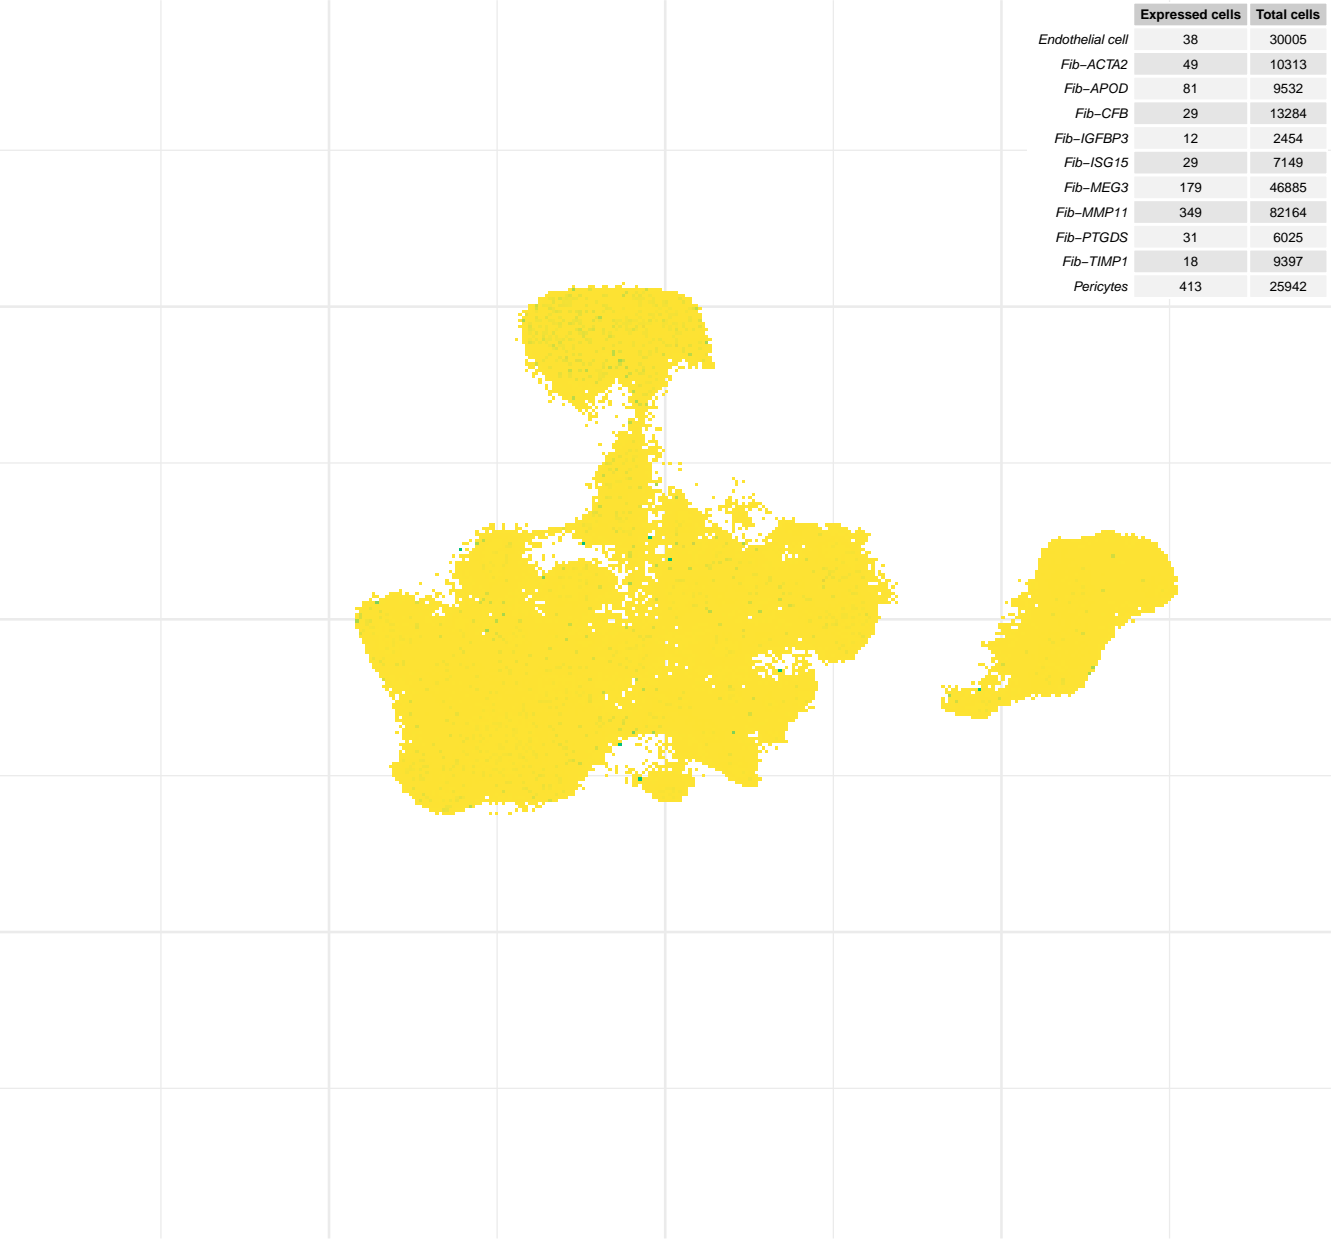 Expressed cells Total cells
Endothelial cell 38 30005
Fib−ACTA2 49 10313
Fib−APOD 81 9532
Fib−CFB 29 13284
Fib−IGFBP3 12 2454
Fib−ISG15 29 7149
Fib−MEG3 179 46885
Fib−MMP11 349 82164
Fib−PTGDS 31 6025
Fib−TIMP1 18 9397
Pericytes 413 25942